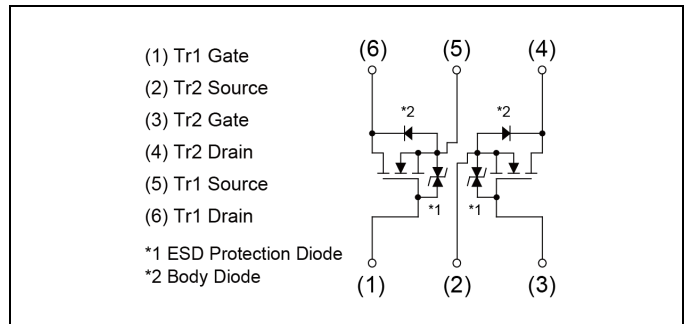 (1) Tr1 Gate
(2) Tr2 Source
(3) Tr2 Gate
(4) Tr2 Drain
(5) Tr1 Source
(6) Tr1 Drain
*1 ESD Protection Diode
*2 Body Diode
(6) (5) (4)
*2 *2
*1 *1
(1) (2) (3)